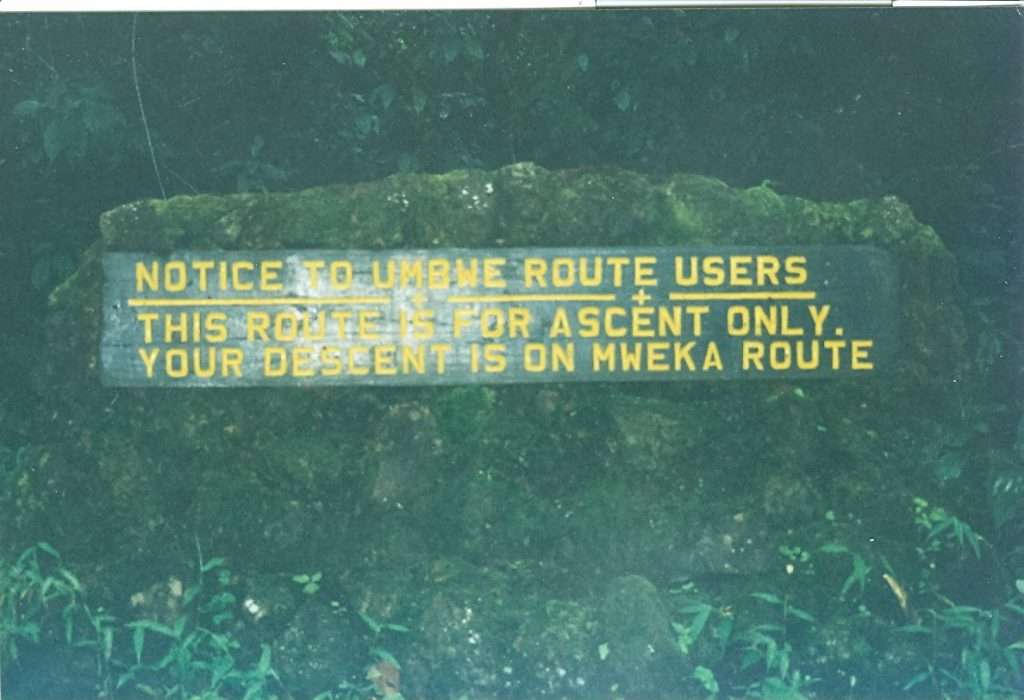 NOTICE TO UMBWE ROUTE USERS
THIS ROUTE IS FOR ASCENT ONLY.
YOUR DESCENT IS ON MWEKA ROUTE